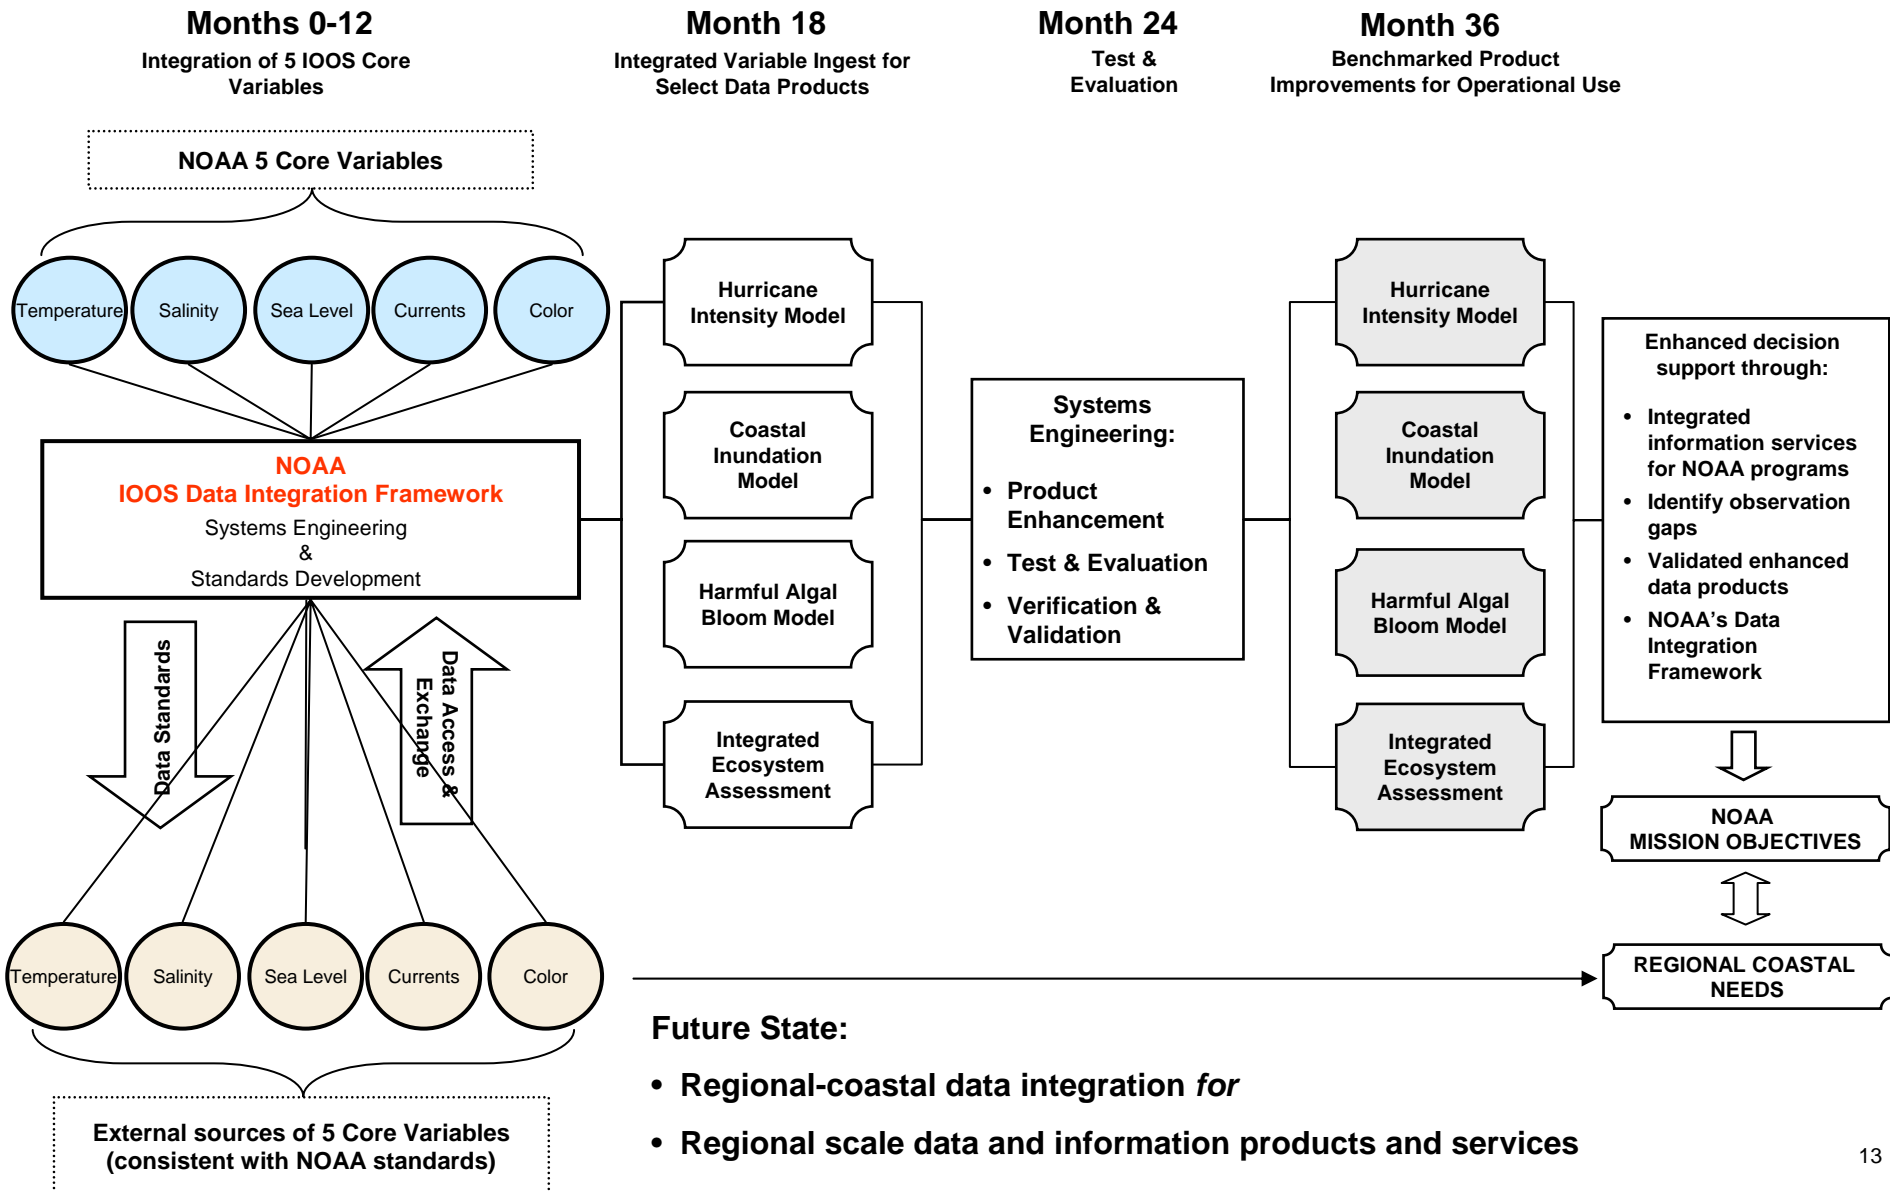 Months 0-12
Integration of 5 IOOS Core
Variables
Month 18
Integrated Variable Ingest for
Select Data Products
Month 24
Test &
Evaluation
Month 36
Benchmarked Product
Improvements for Operational Use
NOAA 5 Core Variables
Temperature
Salinity
Sea Level
Currents
Color
NOAA
IOOS Data Integration Framework
Systems Engineering
&
Standards Development
Data Standards
Data Access &
Exchange
Temperature
Salinity
Sea Level
Currents
Color
External sources of 5 Core Variables
(consistent with NOAA standards)
Hurricane
Intensity Model
Coastal
Inundation
Model
Harmful Algal
Bloom Model
Integrated
Ecosystem
Assessment
Systems
Engineering:
• Product
Enhancement
• Test & Evaluation
• Verification &
Validation
Hurricane
Intensity Model
Coastal
Inundation
Model
Harmful Algal
Bloom Model
Integrated
Ecosystem
Assessment
Enhanced decision
support through:
• Integrated
information services
for NOAA programs
• Identify observation
gaps
• Validated enhanced
data products
• NOAA’s Data
Integration
Framework
NOAA
MISSION OBJECTIVES
REGIONAL COASTAL
NEEDS
Future State:
• Regional-coastal data integration for
• Regional scale data and information products and services
13